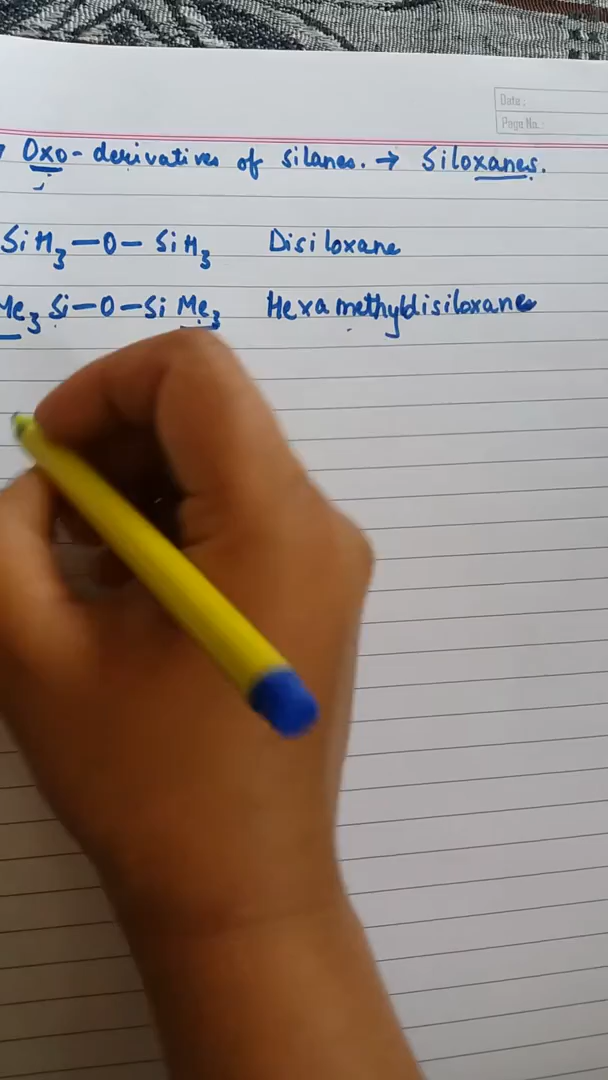 Date:
Page No.:
Oxo-derivatives of silanes. → Siloxanes.
SiH3—O—SiH3 Disiloxane
Me3Si—O—SiMe3 Hexamethyldisiloxane